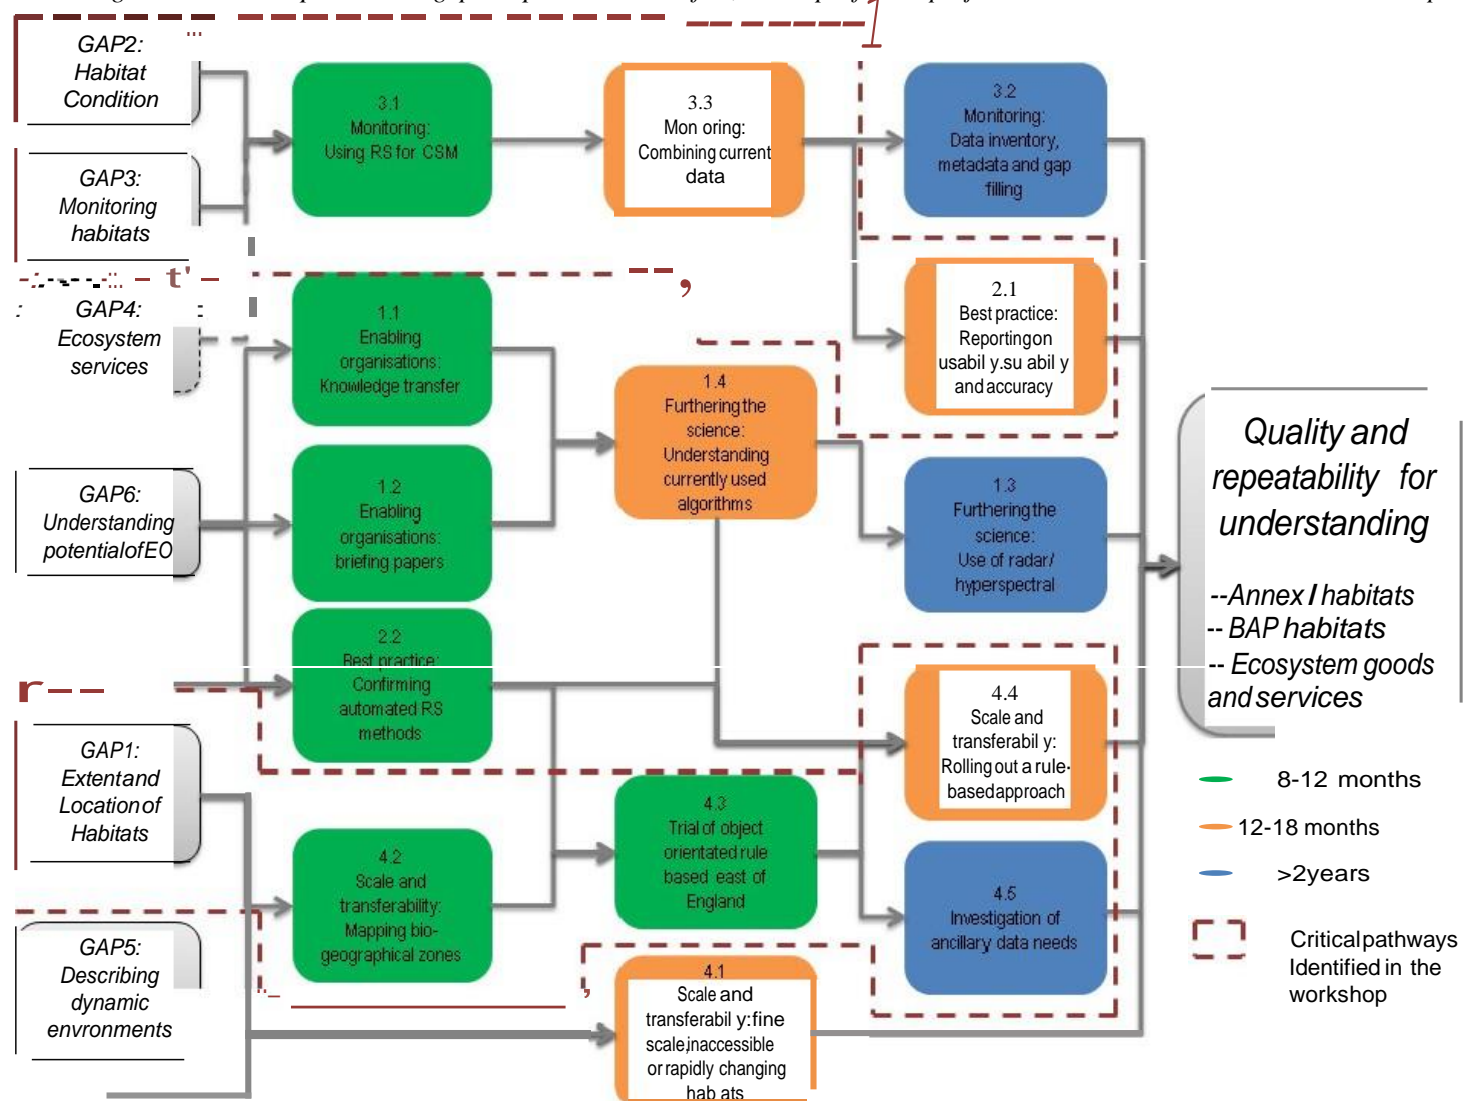 GAP2:
Habitat
Condition
GAP3:
Monitoring
habitats
GAP4:
Ecosystem
services
GAP6:
Understanding
potentialofEO
GAP1:
Extentand
Locationof
Habitats
GAP5:
Describing
dynamic
envronments
3.1
Monitoring:
Using RS for CSM
1.1
Enabling
organisations:
Knowledge transfer
1.2
Enabling
organisations:
briefing papers
2.2
Best practice:
Confirming
automated RS
methods
4.2
Scale and
transferability:
Mapping bio-
geographical zones
3.3
Mon oring:
Combining current
data
1.4
Furthering the
science:
Understanding
currently used
algorithms
4.3
Trial of object
orientated rule
based east of
England
4.1
Scale and
transferabil y:fine
scale,inaccessible
or rapidly changing
hab ats
3.2
Monitoring:
Data inventory,
metadata and gap
filling
2.1
Best practice:
Reporting on
usabil y.su abil y
and accuracy
1.3
Furthering the
science:
Use of radar/
hyperspectral
4.4
Scale and
transferabil y:
Rolling out a rule-
based approach
4.5
Investigation of
ancillary data needs
Quality and
repeatability for
understanding
--Annex I habitats
-- BAP habitats
-- Ecosystem goods
and services
8-12 months
12-18 months
>2years
Criticalpathways
Identified in the
workshop